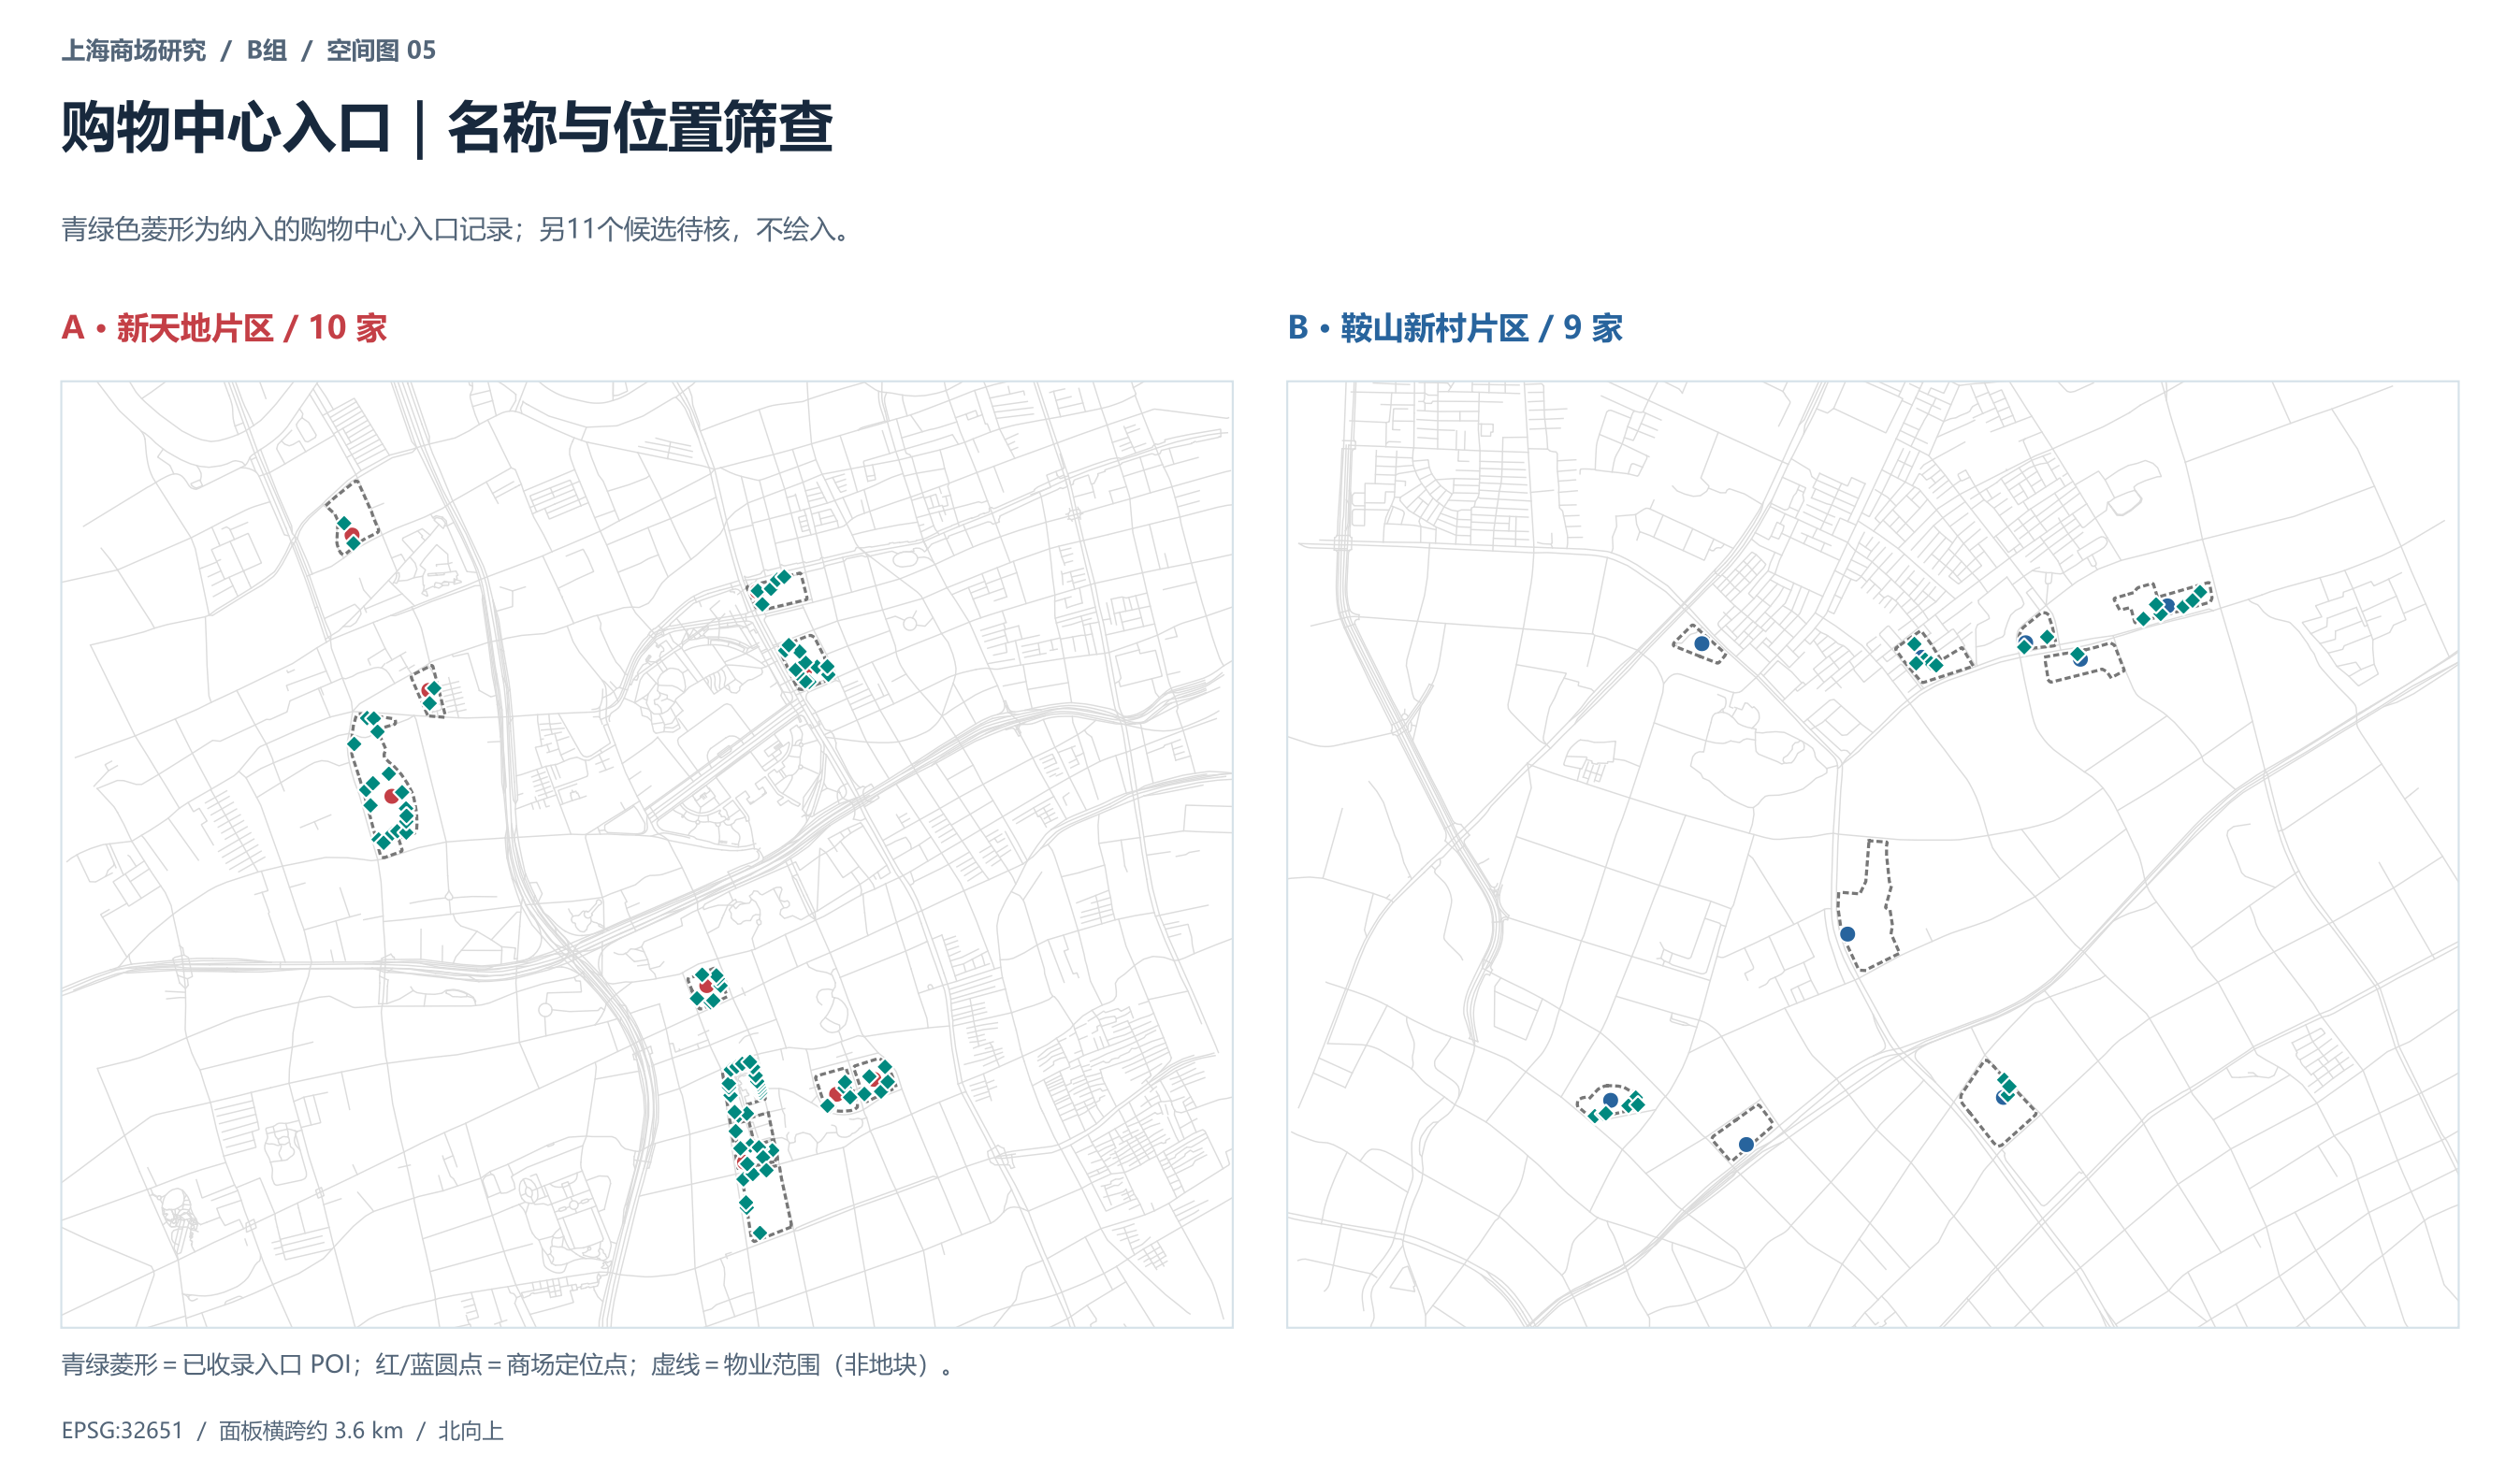 上海商场研究 / B组 / 空间图 05
购物中心入口｜名称与位置筛查
青绿色菱形为纳入的购物中心入口记录；另11个候选待核，不绘入。
A · 新天地片区 / 10 家
B · 鞍山新村片区 / 9 家
青绿菱形＝已收录入口 POI；红/蓝圆点＝商场定位点；虚线＝物业范围（非地块）。
EPSG:32651 / 面板横跨约 3.6 km / 北向上